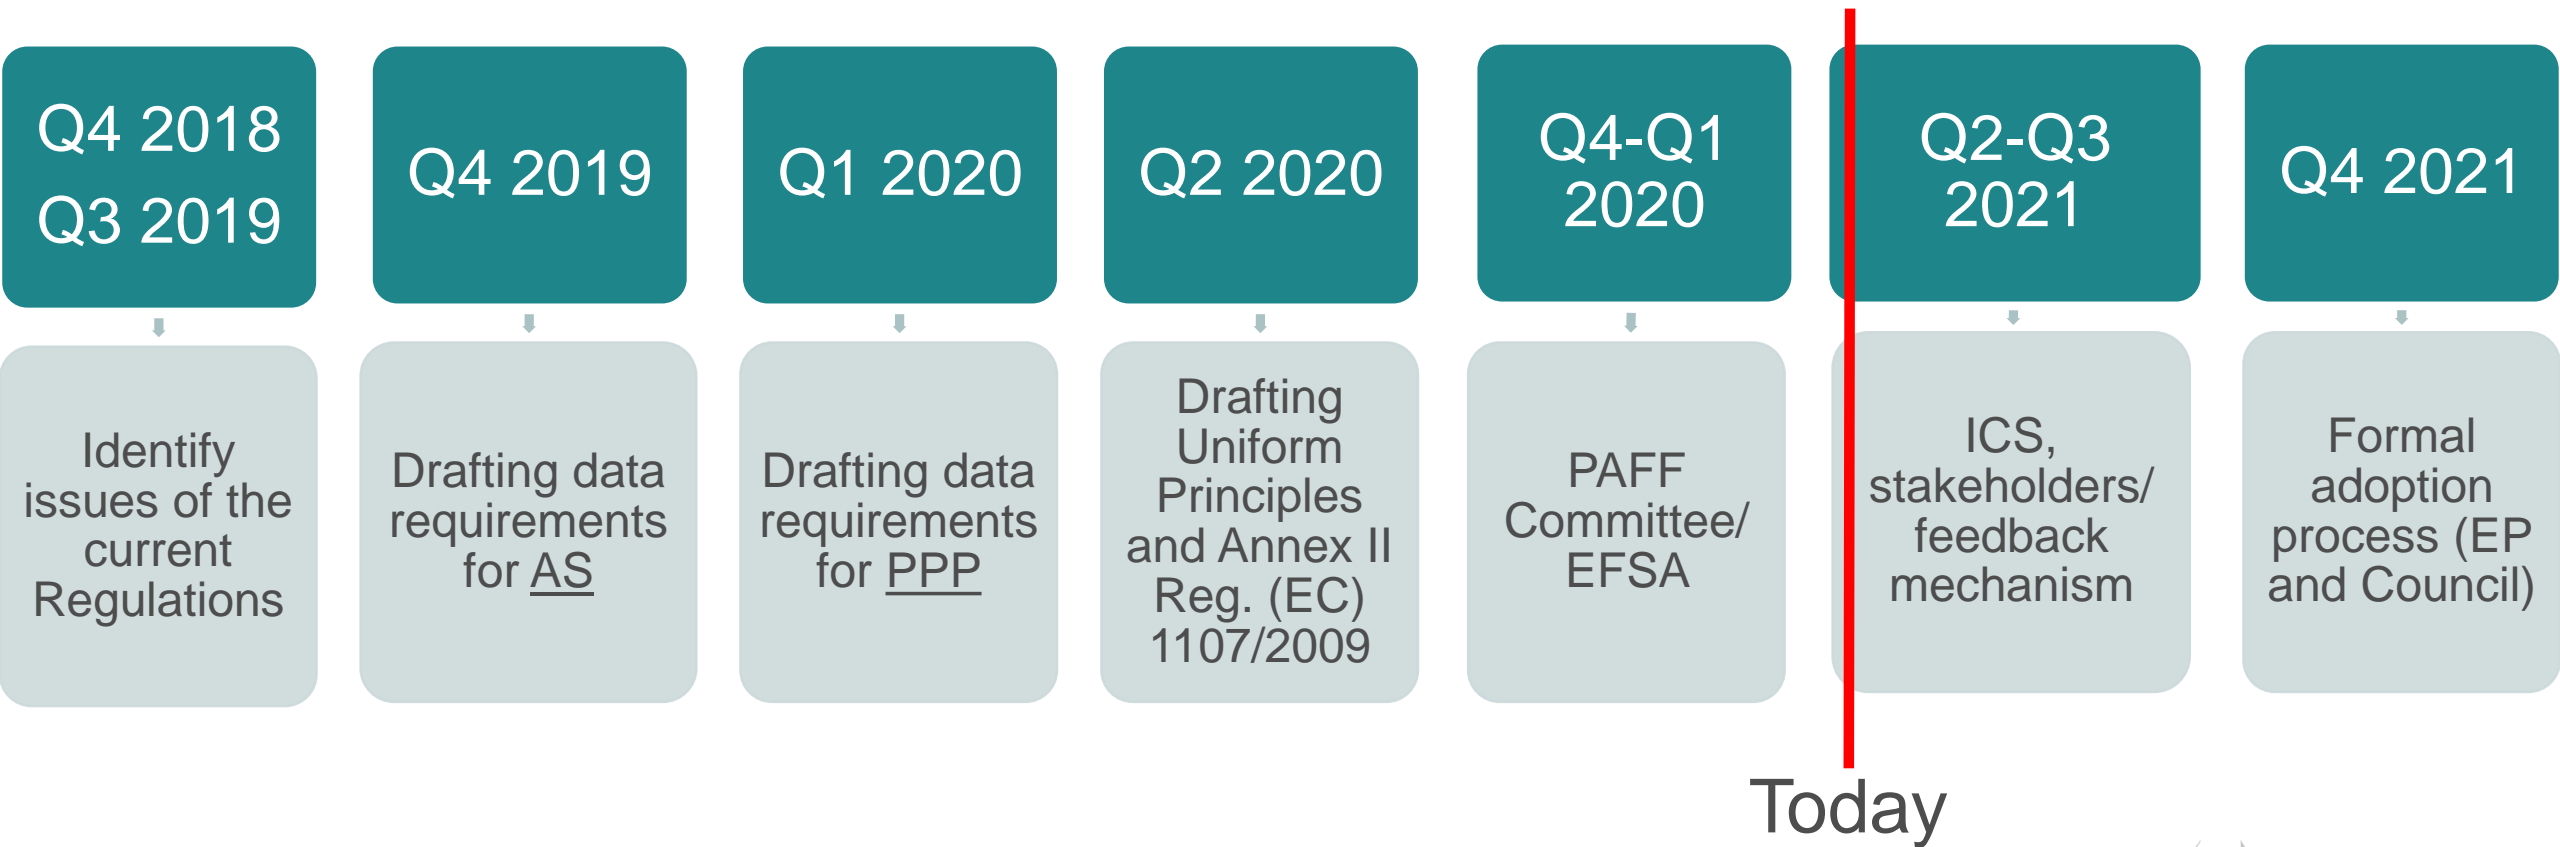 Q4 2018
Q3 2019
Identify
issues of the
current
Regulations
Q4 2019
Drafting data
requirements
for AS
Q1 2020
Drafting data
requirements
for PPP
Q2 2020
Drafting
Uniform
Principles
and Annex II
Reg. (EC)
1107/2009
Q4-Q1
2020
PAFF
Committee/
EFSA
Q2-Q3
2021
ICS,
stakeholders/
feedback
mechanism
Q4 2021
Formal
adoption
process (EP
and Council)
Today